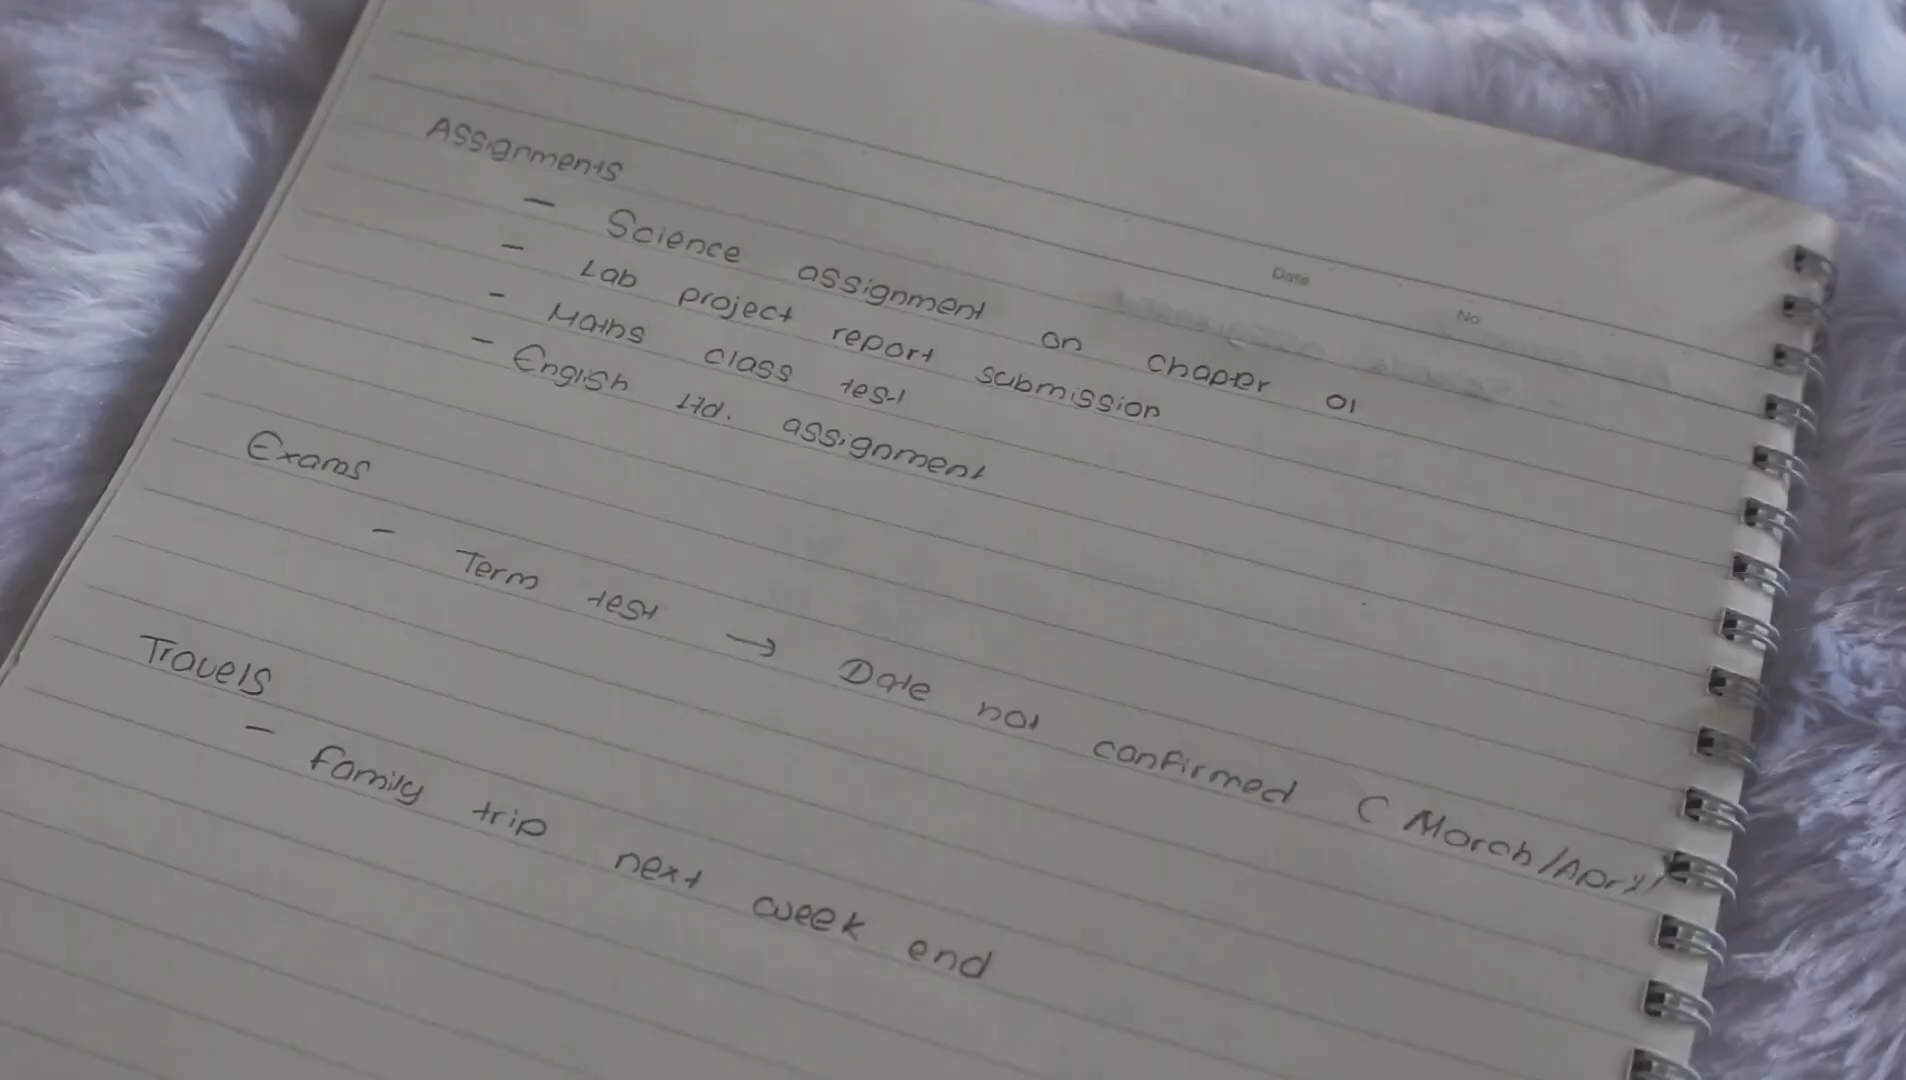 Date
No
Assignments
- Science assignment on chapter 01
- Lab project report submission
- Maths class test
- English Ltd. assignment
Exams
- Term test → Date not confirmed ( March/April)
Travels
- family trip next week end